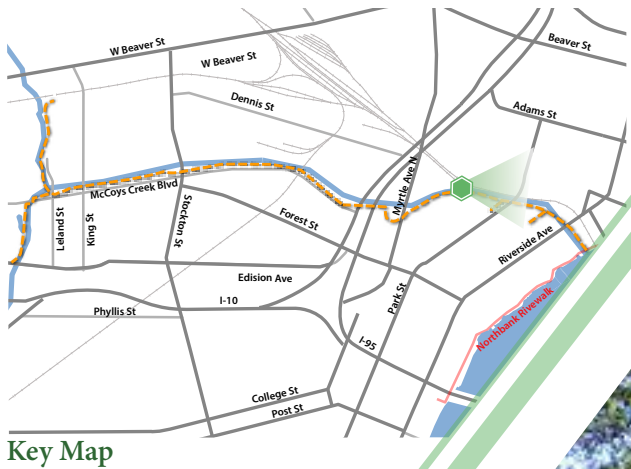 W Beaver St
Beaver St
W Beaver St
Dennis St
Adams St
Myrtle Ave N
McCoys Creek Blvd
Leland St
King St
Stockton St
Forest St
Riverside Ave
Edision Ave
I-10
Park St
Phyllis St
Northbank Rivewalk
I-95
College St
Post St
Key Map